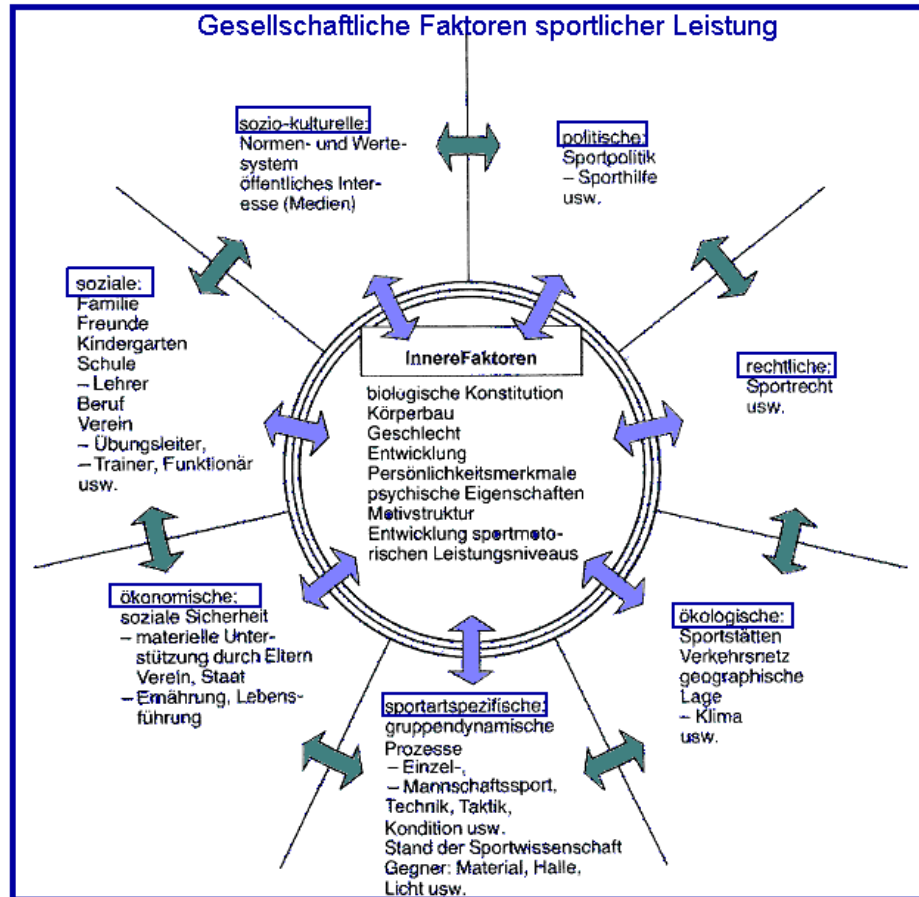 Gesellschaftliche Faktoren sportlicher Leistung
sozio-kulturelle:
Normen- und Werte-
system
öffentliches Inter-
esse (Medien)
politische:
Sportpolitik
– Sporthilfe
usw.
soziale:
Familie
Freunde
Kindergarten
Schule
– Lehrer
Beruf
Verein
– Übungsleiter,
– Trainer, Funktionär
usw.
InnereFaktoren
biologische Konstitution
Körperbau
Geschlecht
Entwicklung
Persönlichkeitsmerkmale
psychische Eigenschaften
Motivstruktur
Entwicklung sportmoto-
rischen Leistungsniveaus
rechtliche:
Sportrecht
usw.
ökonomische:
soziale Sicherheit
– materielle Unter-
stützung durch Eltern
Verein, Staat
– Ernährung, Lebens-
führung
sportartspezifische:
gruppendynamische
Prozesse
– Einzel-,
– Mannschaftssport,
Technik, Taktik,
Kondition usw.
Stand der Sportwissenschaft
Gegner: Material, Halle,
Licht usw.
ökologische:
Sportstätten
Verkehrsnetz
geographische
Lage
– Klima
usw.